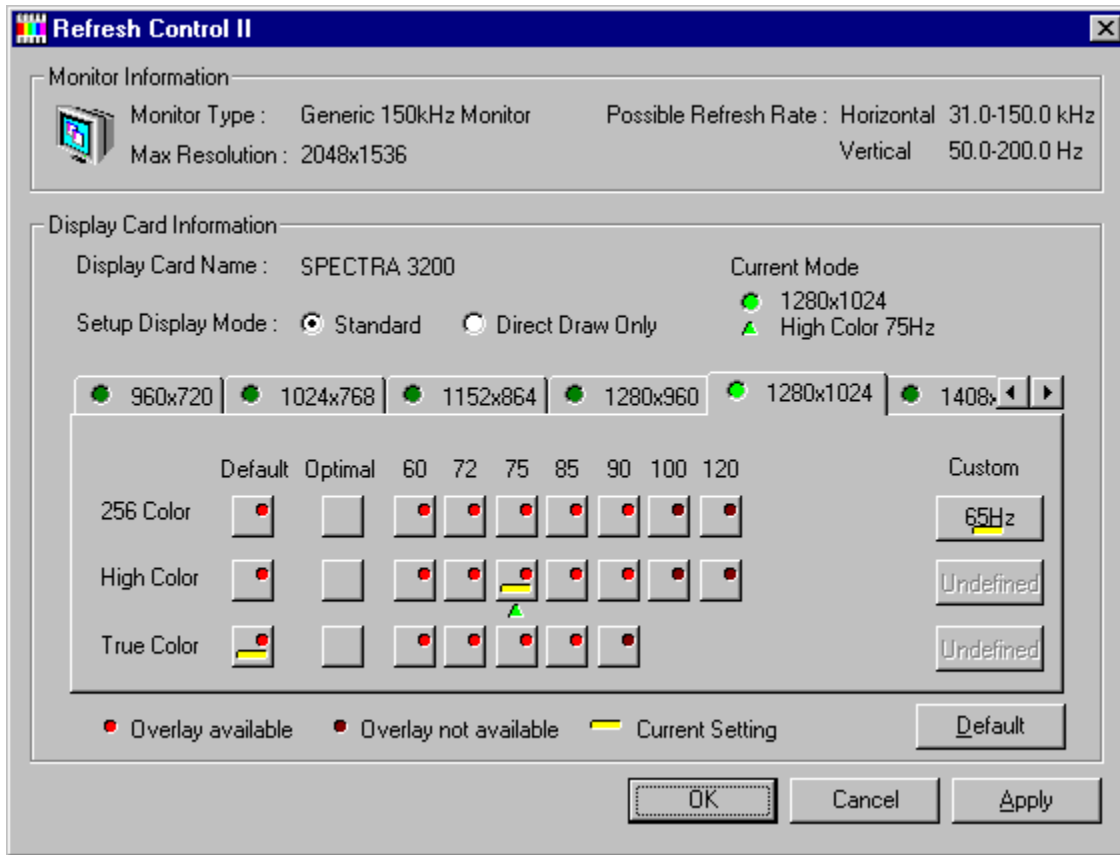 Refresh Control II
Monitor Information
Monitor Type : Generic 150kHz Monitor Possible Refresh Rate : Horizontal 31.0-150.0 kHz
Max Resolution : 2048x1536 Vertical 50.0-200.0 Hz
Display Card Information
Display Card Name : SPECTRA 3200 Current Mode
1280x1024
Setup Display Mode : Standard Direct Draw Only High Color 75Hz
960x720 1024x768 1152x864 1280x960 1280x1024 1408x
Default Optimal 60 72 75 85 90 100 120 Custom
256 Color 65Hz
High Color Undefined
True Color Undefined
Overlay available Overlay not available Current Setting Default
OK Cancel Apply